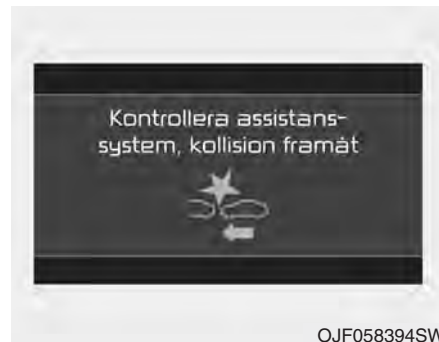 Kontrollera assistans-
system, kollision framåt
OJF058394SW